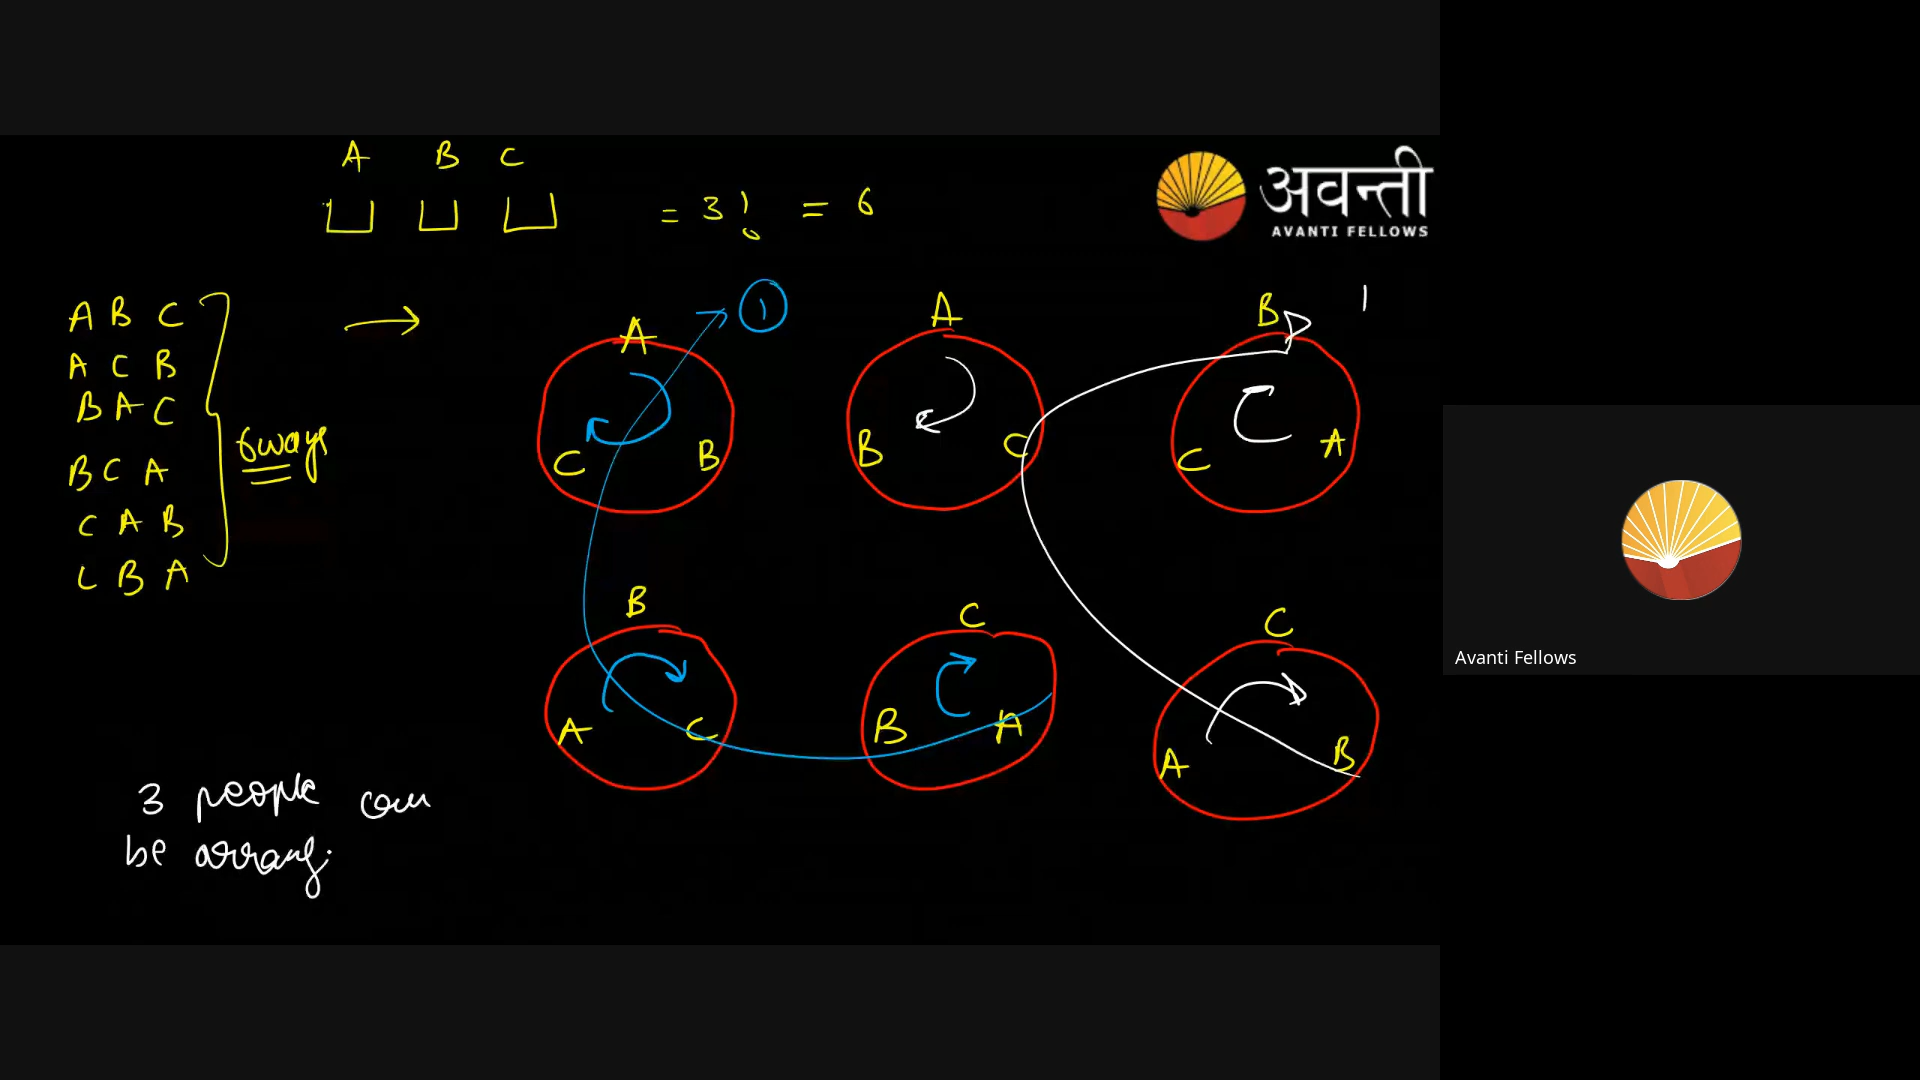 A B C
= 3! = 6
अवन्ती
AVANTI FELLOWS
A B C
A C B
B A C
B C A
C A B
C B A
6 ways
1
A
C B
A
B C
B 1
C A
B
A C
C
B A
C
A B
3 people can
be arrang.
Avanti Fellows